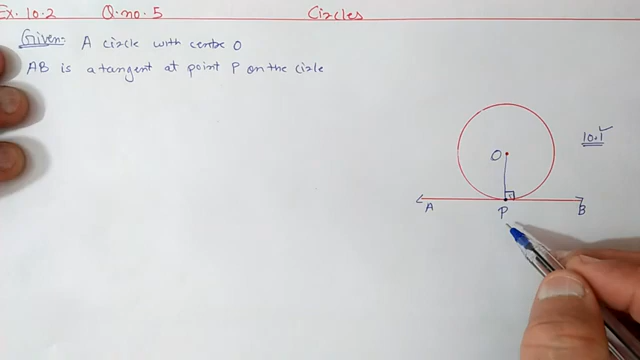 Ex. 10.2 Q.no. 5 Circles
Given: A circle with centre O
AB is a tangent at point P on the circle
10.1
O
A P B